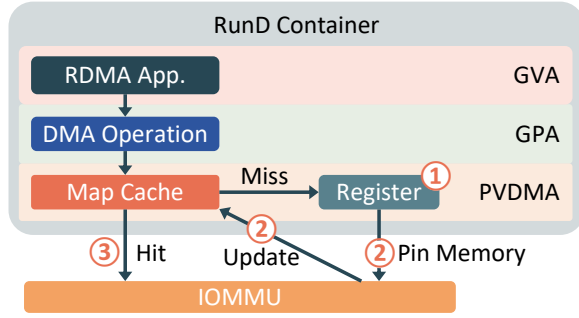 RunD Container
RDMA App.
GVA
DMA Operation
GPA
Map Cache
Miss
Register
1
PVDMA
3
Hit
2
Update
2
Pin Memory
IOMMU